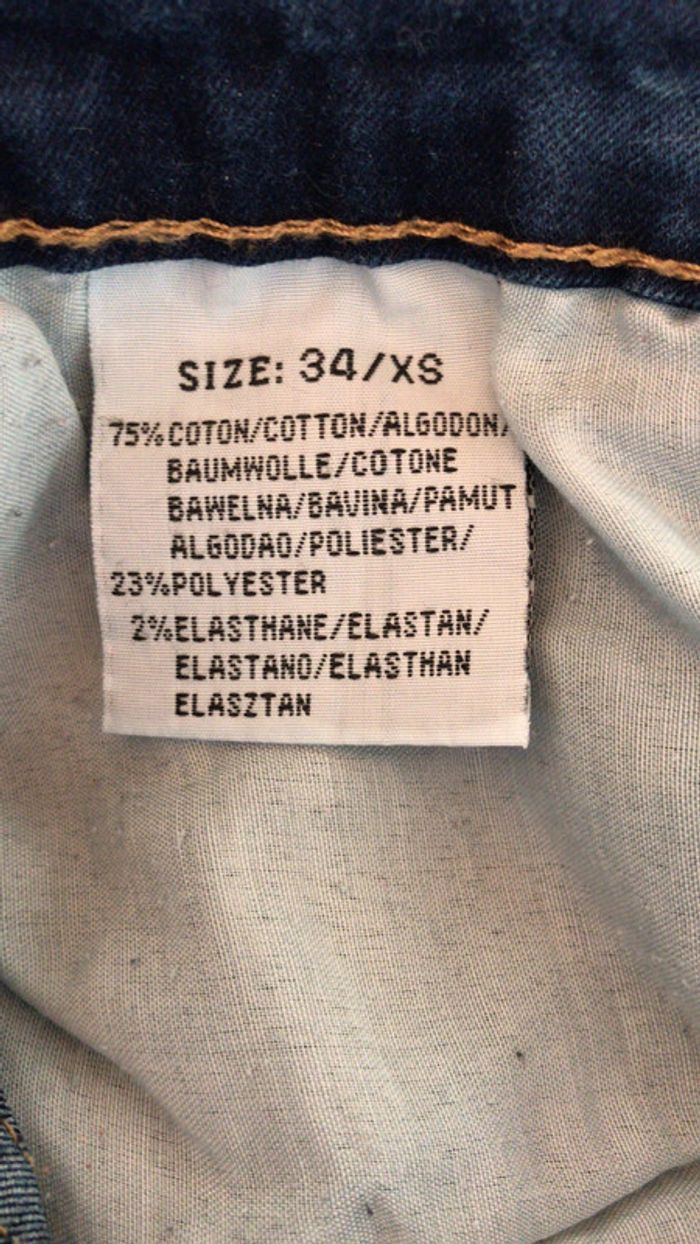 SIZE: 34/XS
75%COTON/COTTON/ALGODON/
BAUMWOLLE/COTONE
BAWELNA/BAVINA/PAMUT
ALGODAO/POLIESTER/
23%POLYESTER
2%ELASTHANE/ELASTAN/
ELASTANO/ELASTHAN
ELASZTAN